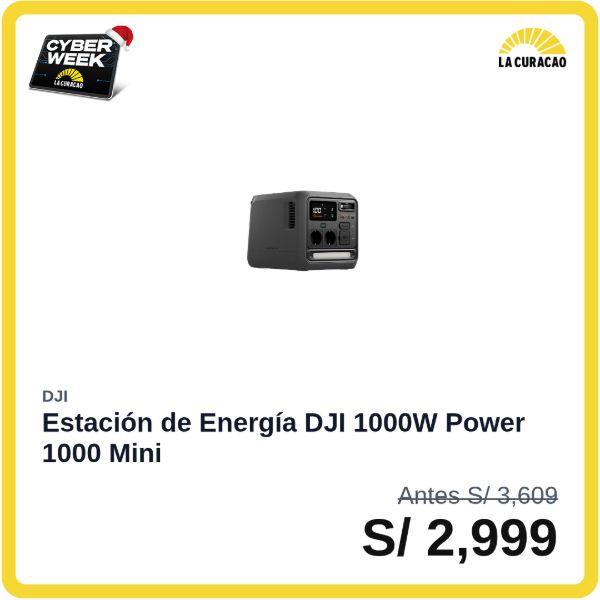 CYBER
WEEK
LA CURACAO
LA CURACAO
100
DJI
Estación de Energía DJI 1000W Power
1000 Mini
Antes S/ 3,609
S/ 2,999